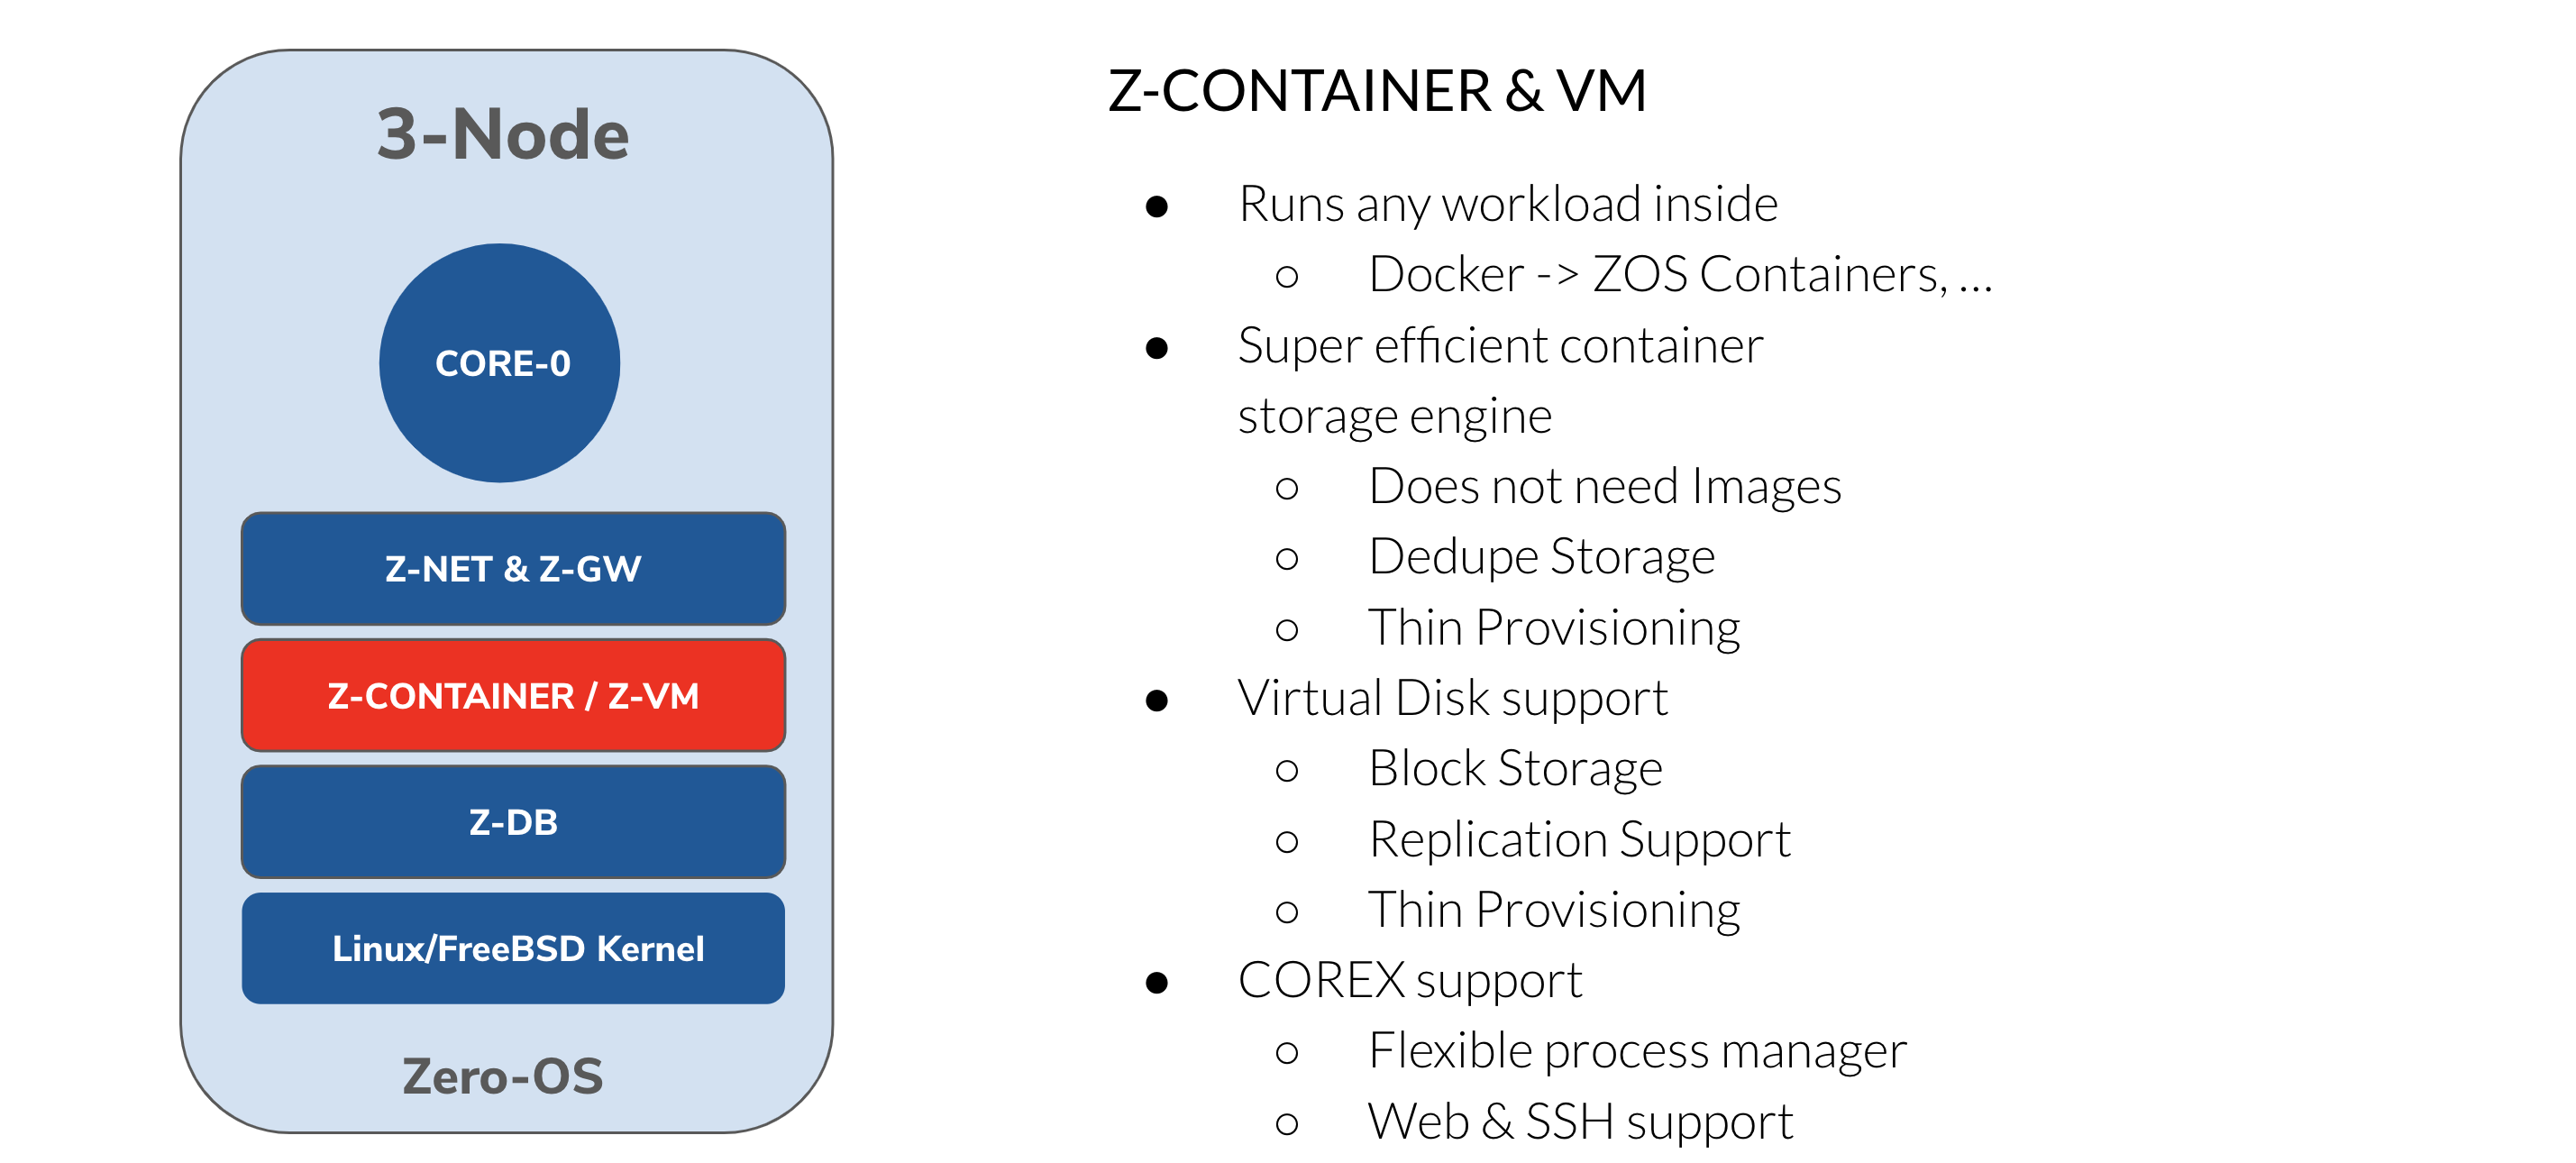 3-Node
CORE-0
Z-NET & Z-GW
Z-CONTAINER / Z-VM
Z-DB
Linux/FreeBSD Kernel
Zero-OS
Z-CONTAINER & VM
● Runs any workload inside
○ Docker -> ZOS Containers, ...
● Super efficient container
storage engine
○ Does not need Images
○ Dedupe Storage
○ Thin Provisioning
● Virtual Disk support
○ Block Storage
○ Replication Support
○ Thin Provisioning
● COREX support
○ Flexible process manager
○ Web & SSH support